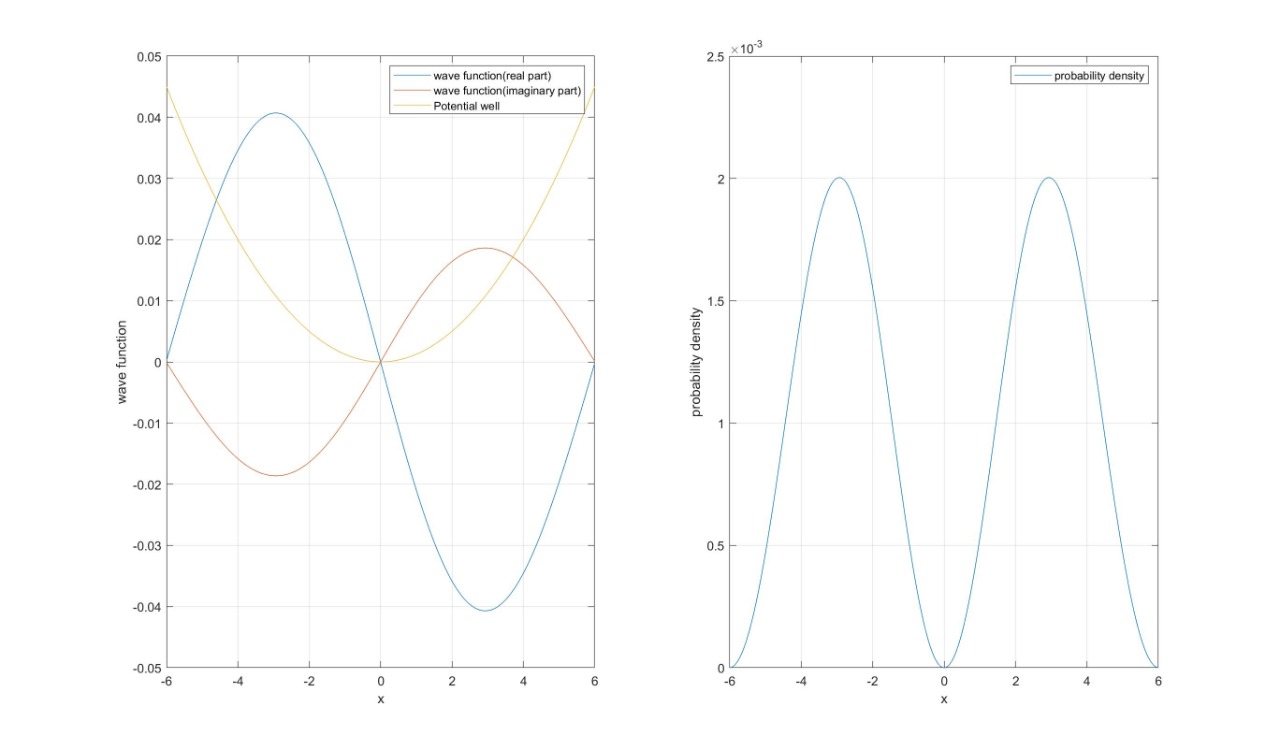 0.05
0.04
0.03
0.02
0.01
0
-0.01
-0.02
-0.03
-0.04
-0.05
wave function
-6 -4 -2 0 2 4 6
x
wave function(real part)
wave function(imaginary part)
Potential well
×10-3
2.5
2
1.5
1
0.5
0
probability density
-6 -4 -2 0 2 4 6
x
probability density